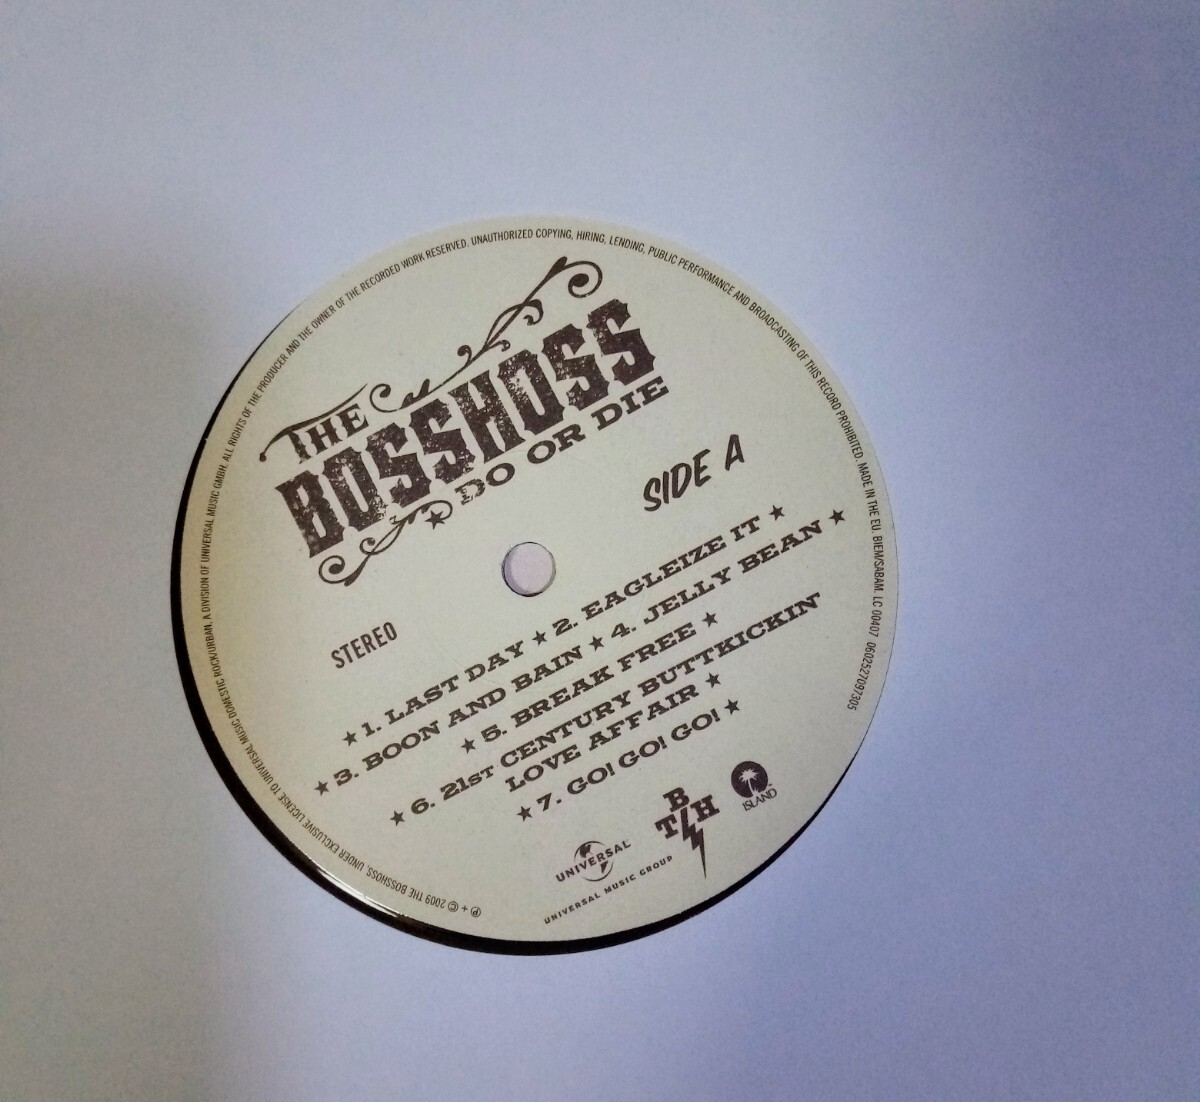 THE
BOSSHOSS
★ DO OR DIE
SIDE A
STEREO
★ 1. LAST DAY ★ 2. EAGLEIZE IT ★
★ 3. BOON AND BAIN ★ 4. JELLY BEAN ★
★ 5. BREAK FREE ★
★ 6. 21ST CENTURY BUTTKICKIN'
LOVE AFFAIR ★
★ 7. GO! GO! GO! ★
UNIVERSAL
UNIVERSAL MUSIC GROUP
B
T H
ISLAND
℗ + © 2009 THE BOSSHOSS, UNDER EXCLUSIVE LICENSE TO UNIVERSAL MUSIC DOMESTIC ROCK/URBAN, A DIVISION OF UNIVERSAL MUSIC GMBH. ALL RIGHTS OF THE PRODUCER AND THE OWNER OF THE RECORDED WORK RESERVED. UNAUTHORIZED COPYING, HIRING, LENDING, PUBLIC PERFORMANCE AND BROADCASTING OF THIS RECORD PROHIBITED. MADE IN THE EU. BIEM/SABAM. LC 00407 060252709​7305